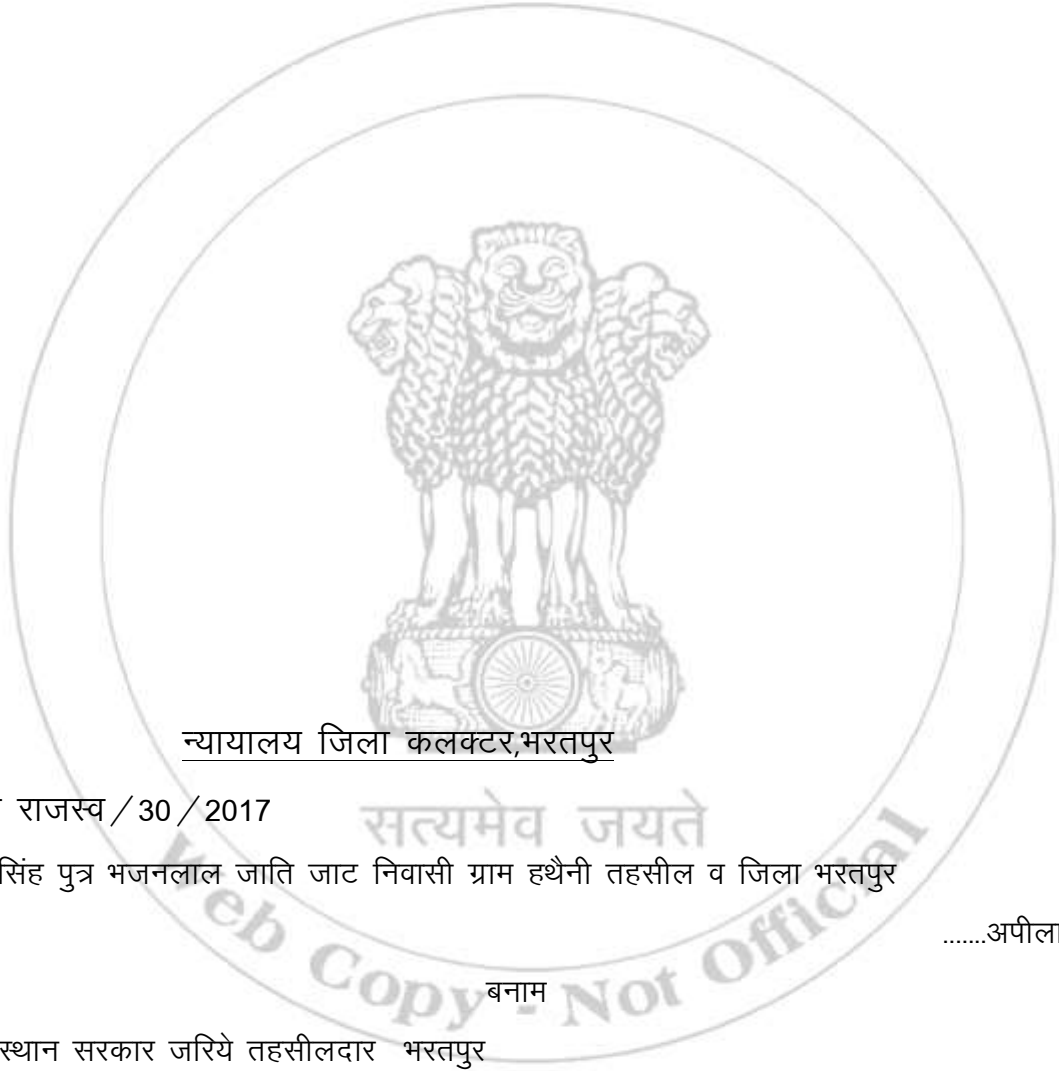 न्यायालय जिला कलक्टर,भरतपुर
राजस्व/30/2017
सत्यमेव जयते
सिंह पुत्र भजनलाल जाति जाट निवासी ग्राम हथैनी तहसील व जिला भरतपुर
.......अपीला
बनाम
Web Copy - Not Official
स्थान सरकार जरिये तहसीलदार भरतपुर